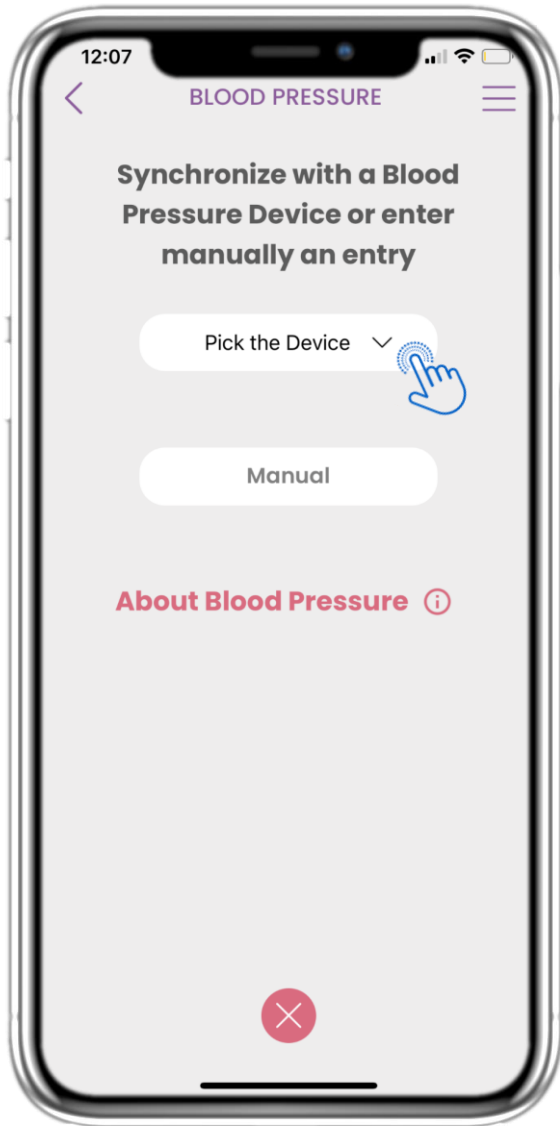 12:07
BLOOD PRESSURE
Synchronize with a Blood
Pressure Device or enter
manually an entry
Pick the Device
Manual
About Blood Pressure